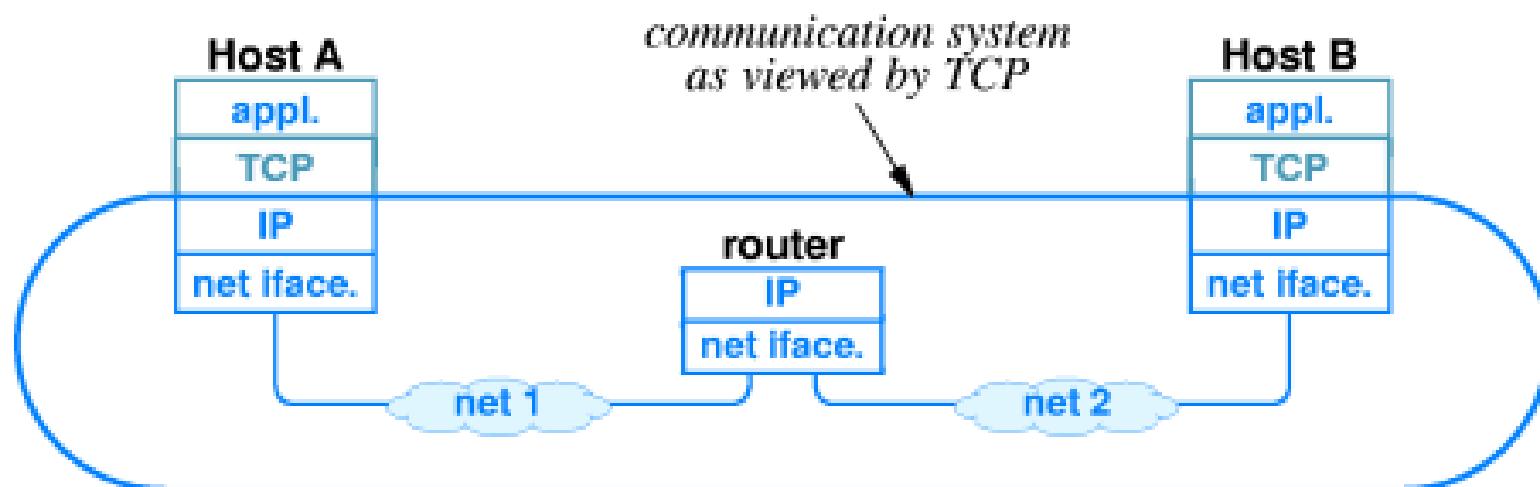 communication system
as viewed by TCP
Host A
appl.
TCP
IP
net iface.
router
IP
net iface.
Host B
appl.
TCP
IP
net iface.
net 1
net 2